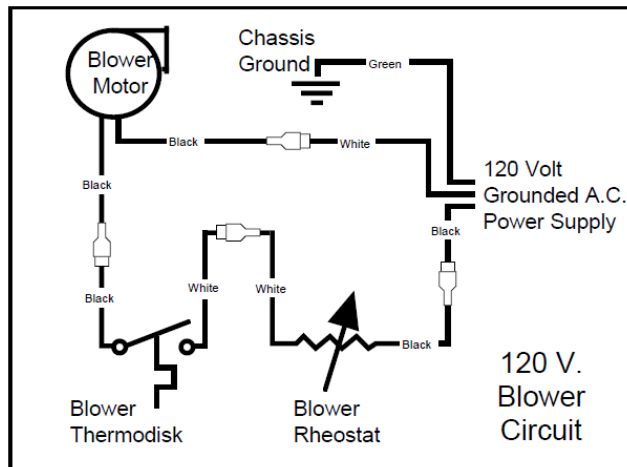 Blower
Motor
Chassis
Ground
Green
Black
White
120 Volt
Grounded A.C.
Power Supply
Black
Black
Black
White
White
Black
Blower
Thermodisk
Blower
Rheostat
120 V.
Blower
Circuit